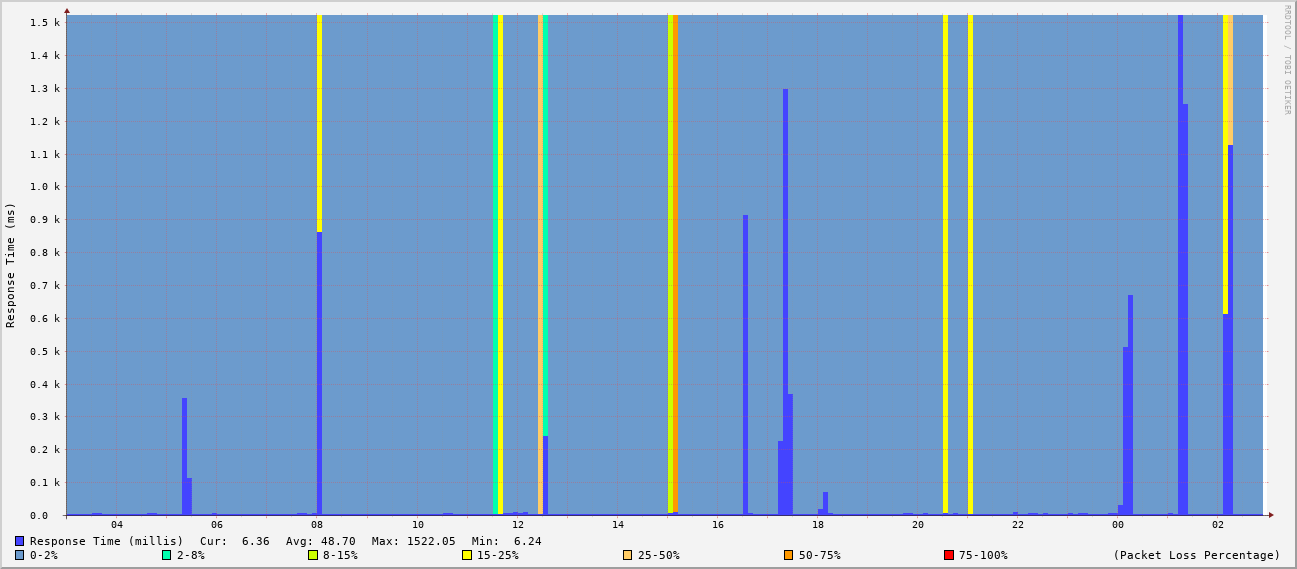 RRDTOOL / TOBI OETIKER
Response Time (ms)
1.5 k
1.4 k
1.3 k
1.2 k
1.1 k
1.0 k
0.9 k
0.8 k
0.7 k
0.6 k
0.5 k
0.4 k
0.3 k
0.2 k
0.1 k
0.0
04 06 08 10 12 14 16 18 20 22 00 02
Response Time (millis) Cur: 6.36 Avg: 48.70 Max: 1522.05 Min: 6.24
0-2% 2-8% 8-15% 15-25% 25-50% 50-75% 75-100% (Packet Loss Percentage)